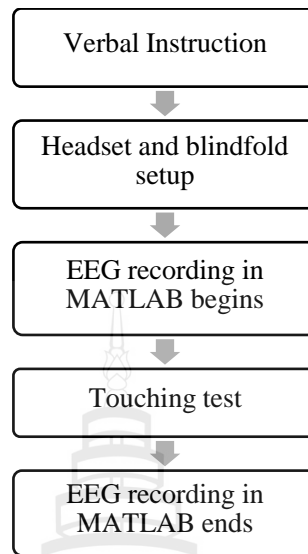 Verbal Instruction
Headset and blindfold
setup
EEG recording in
MATLAB begins
Touching test
EEG recording in
MATLAB ends